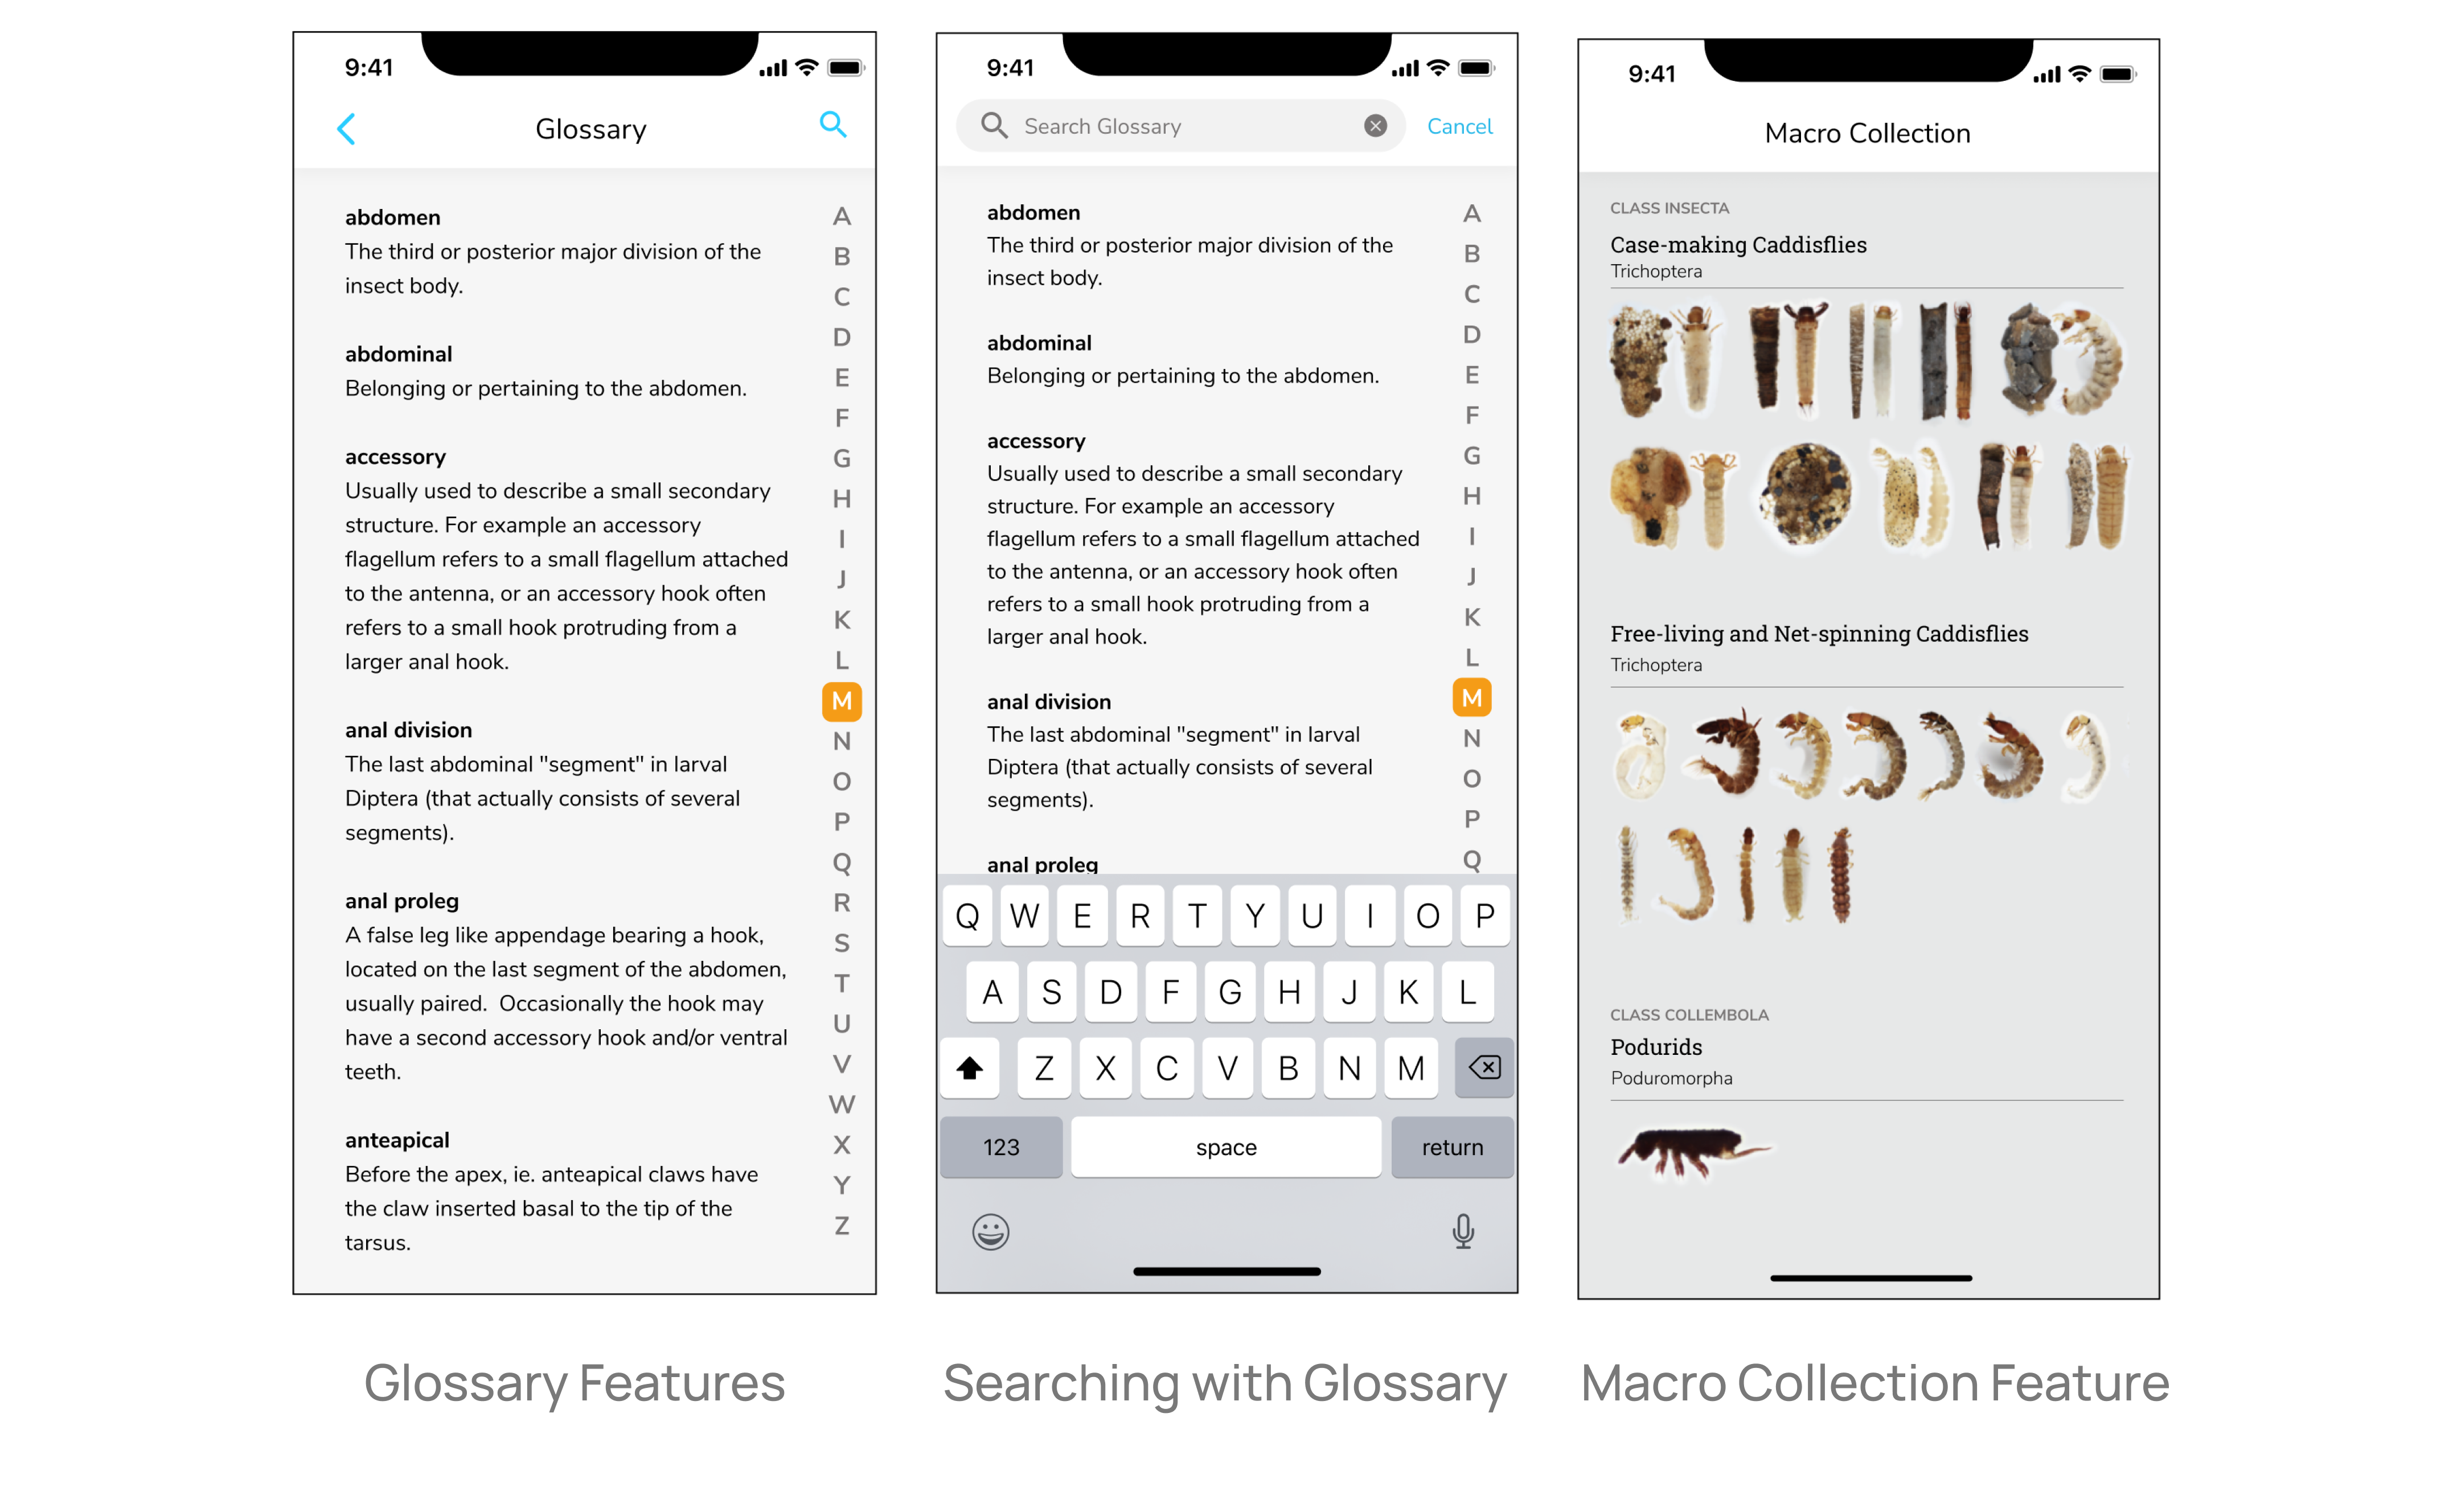 9:41
Glossary
abdomen
The third or posterior major division of the
insect body.
abdominal
Belonging or pertaining to the abdomen.
accessory
Usually used to describe a small secondary
structure. For example an accessory
flagellum refers to a small flagellum attached
to the antenna, or an accessory hook often
refers to a small hook protruding from a
larger anal hook.
anal division
The last abdominal "segment" in larval
Diptera (that actually consists of several
segments).
anal proleg
A false leg like appendage bearing a hook,
located on the last segment of the abdomen,
usually paired.  Occasionally the hook may
have a second accessory hook and/or ventral
teeth.
anteapical
Before the apex, ie. anteapical claws have
the claw inserted basal to the tip of the
tarsus.
A
B
C
D
E
F
G
H
I
J
K
L
M
N
O
P
Q
R
S
T
U
V
W
X
Y
Z
Glossary Features
9:41
Search Glossary
Cancel
abdomen
The third or posterior major division of the
insect body.
abdominal
Belonging or pertaining to the abdomen.
accessory
Usually used to describe a small secondary
structure. For example an accessory
flagellum refers to a small flagellum attached
to the antenna, or an accessory hook often
refers to a small hook protruding from a
larger anal hook.
anal division
The last abdominal "segment" in larval
Diptera (that actually consists of several
segments).
anal proleg
A
B
C
D
E
F
G
H
I
J
K
L
M
N
O
P
Q
Q W E R T Y U I O P
A S D F G H J K L
Z X C V B N M
123 space return
Searching with Glossary
9:41
Macro Collection
CLASS INSECTA
Case-making Caddisflies
Trichoptera
Free-living and Net-spinning Caddisflies
Trichoptera
CLASS COLLEMBOLA
Podurids
Poduromorpha
Macro Collection Feature